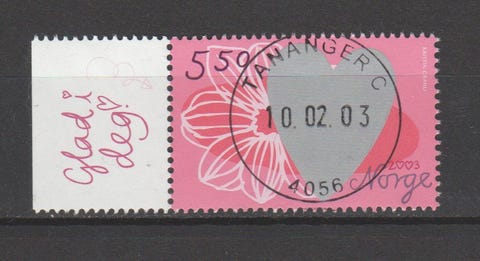 Glad i
deg!
5.50
TANANGER C
10.02.03
4056
2003
Norge